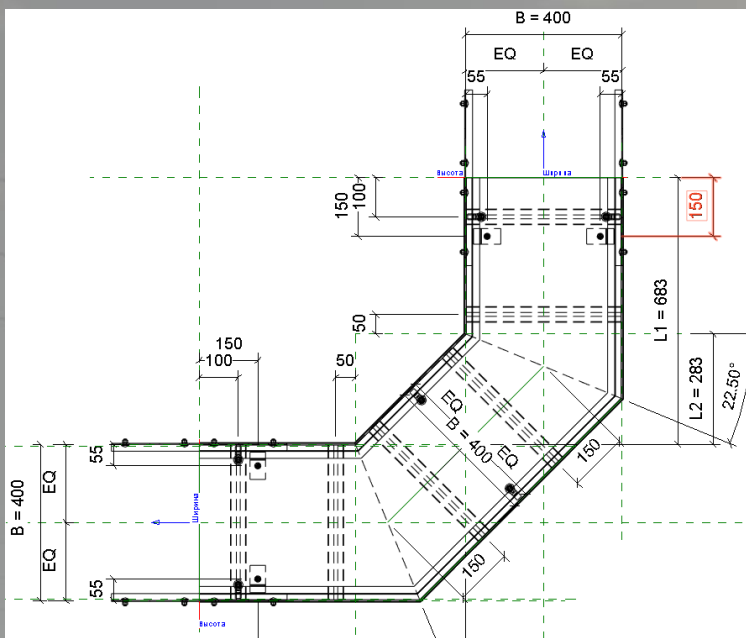 B = 400
EQ
EQ
55
55
Высота
Ширина
150
100
150
50
L1 = 683
150
100
50
L2 = 283
22.50°
EQ
B = 400
EQ
150
55
EQ
B = 400
Ширина
EQ
55
150
Высота